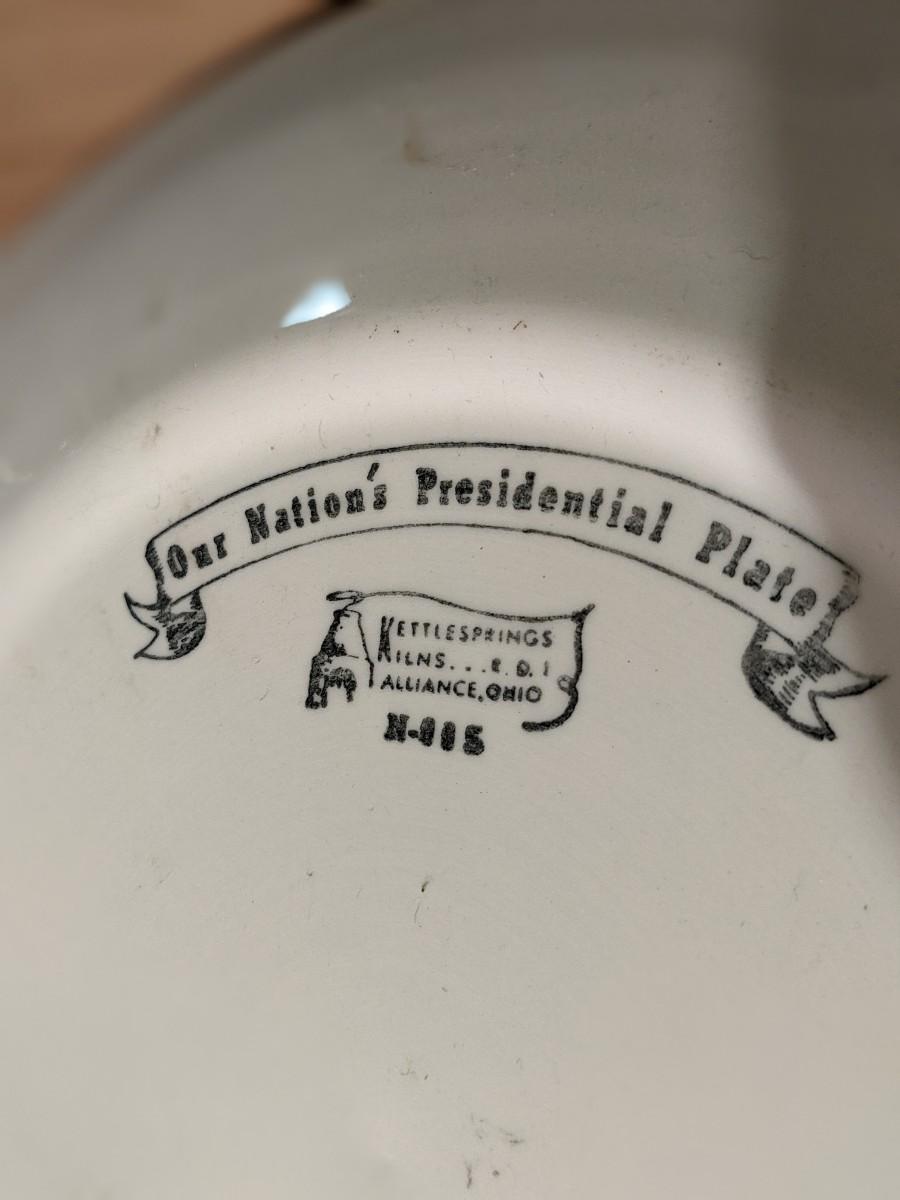 Our Nation's Presidential Plate
KETTLESPRINGS
KILNS...R.D.1
ALLIANCE, OHIO